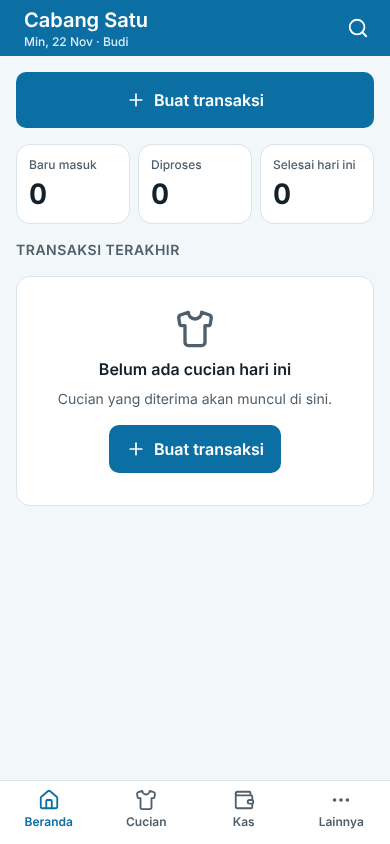 Cabang Satu
Min, 22 Nov · Budi
Buat transaksi
Baru masuk
0
Diproses
0
Selesai hari ini
0
TRANSAKSI TERAKHIR
Belum ada cucian hari ini
Cucian yang diterima akan muncul di sini.
Buat transaksi
Beranda
Cucian
Kas
Lainnya